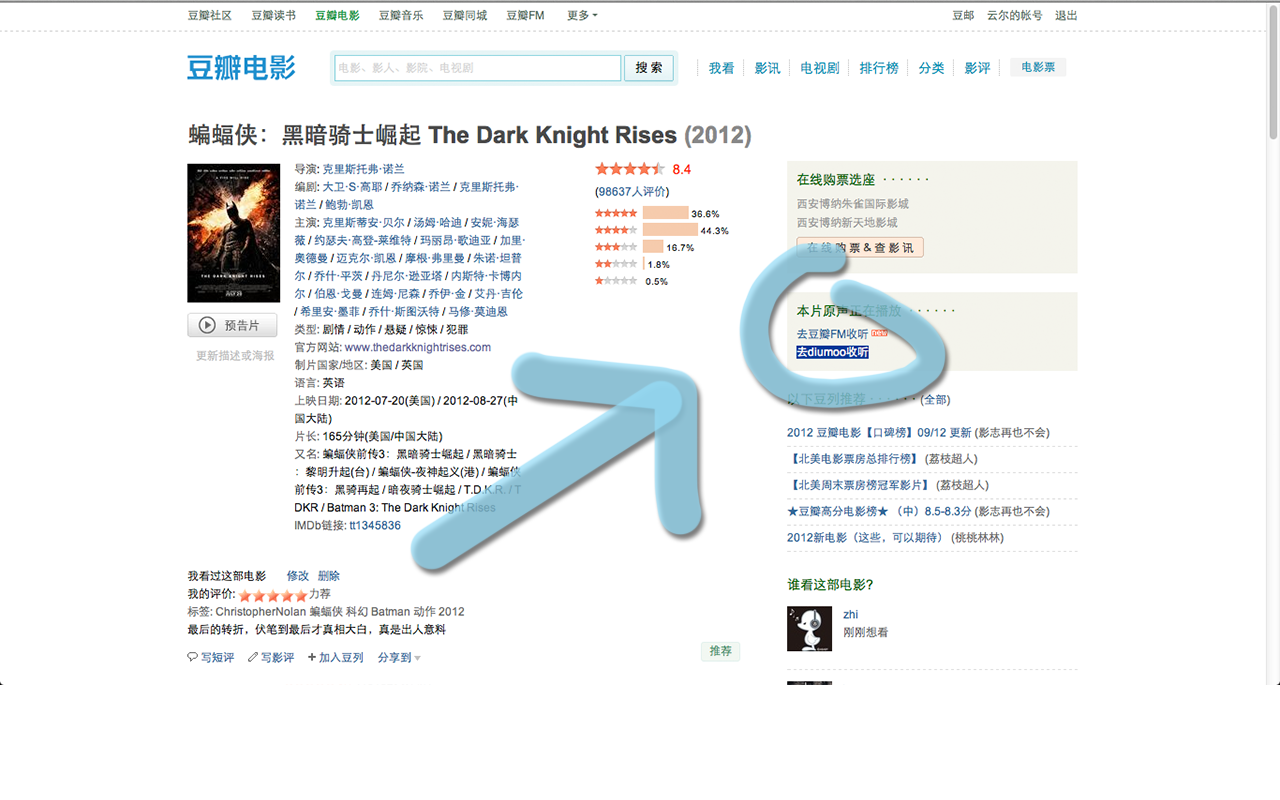 豆瓣社区 豆瓣读书 豆瓣电影 豆瓣音乐 豆瓣同城 豆瓣FM 更多 豆邮 云尔的帐号 退出
豆瓣电影 电影、影人、影院、电视剧 搜 索 我看 影讯 电视剧 排行榜 分类 影评 电影票
蝙蝠侠：黑暗骑士崛起 The Dark Knight Rises (2012)
THE DARK KNIGHT RISES
预告片
更新描述或海报
导演: 克里斯托弗·诺兰
编剧: 大卫·S·高耶 / 乔纳森·诺兰 / 克里斯托弗·
诺兰 / 鲍勃·凯恩
主演: 克里斯蒂安·贝尔 / 汤姆·哈迪 / 安妮·海瑟
薇 / 约瑟夫·高登-莱维特 / 玛丽昂·歌迪亚 / 加里·
奥德曼 / 迈克尔·凯恩 / 摩根·弗里曼 / 朱诺·坦普
尔 / 乔什·平茨 / 丹尼尔·逊亚塔 / 内斯特·卡博内
尔 / 伯恩·戈曼 / 连姆·尼森 / 乔伊·金 / 艾丹·吉伦
/ 希里安·墨菲 / 乔什·斯图沃特 / 马修·莫迪恩
类型: 剧情 / 动作 / 悬疑 / 惊悚 / 犯罪
官方网站: www.thedarkknightrises.com
制片国家/地区: 美国 / 英国
语言: 英语
上映日期: 2012-07-20(美国) / 2012-08-27(中
国大陆)
片长: 165分钟(美国/中国大陆)
又名: 蝙蝠侠前传3：黑暗骑士崛起 / 黑暗骑士
：黎明升起(台) / 蝙蝠侠-夜神起义(港) / 蝙蝠侠
前传3：黑骑再起 / 暗夜骑士崛起 / T.D.K.R. / T
DKR / Batman 3: The Dark Knight Rises
IMDb链接: tt1345836
8.4
(98637人评价)
36.6%
44.3%
16.7%
1.8%
0.5%
我看过这部电影 修改 删除
我的评价: 力荐
标签: ChristopherNolan 蝙蝠侠 科幻 Batman 动作 2012
最后的转折，伏笔到最后才真相大白，真是出人意料
写短评 写影评 + 加入豆列 分享到 推荐
在线购票选座 · · · · · ·
西安博纳朱雀国际影城
西安博纳新天地影城
在线购票&查影讯
本片原声正在播放 · · · · · ·
去豆瓣FM收听 new
去diumoo收听
以下豆列推荐 · · · · · · (全部)
2012 豆瓣电影【口碑榜】09/12 更新 (影志再也不会)
【北美电影票房总排行榜】 (荔枝超人)
【北美周末票房榜冠军影片】 (荔枝超人)
★豆瓣高分电影榜★ （中）8.5-8.3分 (影志再也不会)
2012新电影（这些，可以期待） (桃桃林林)
谁看这部电影?
zhi
刚刚想看